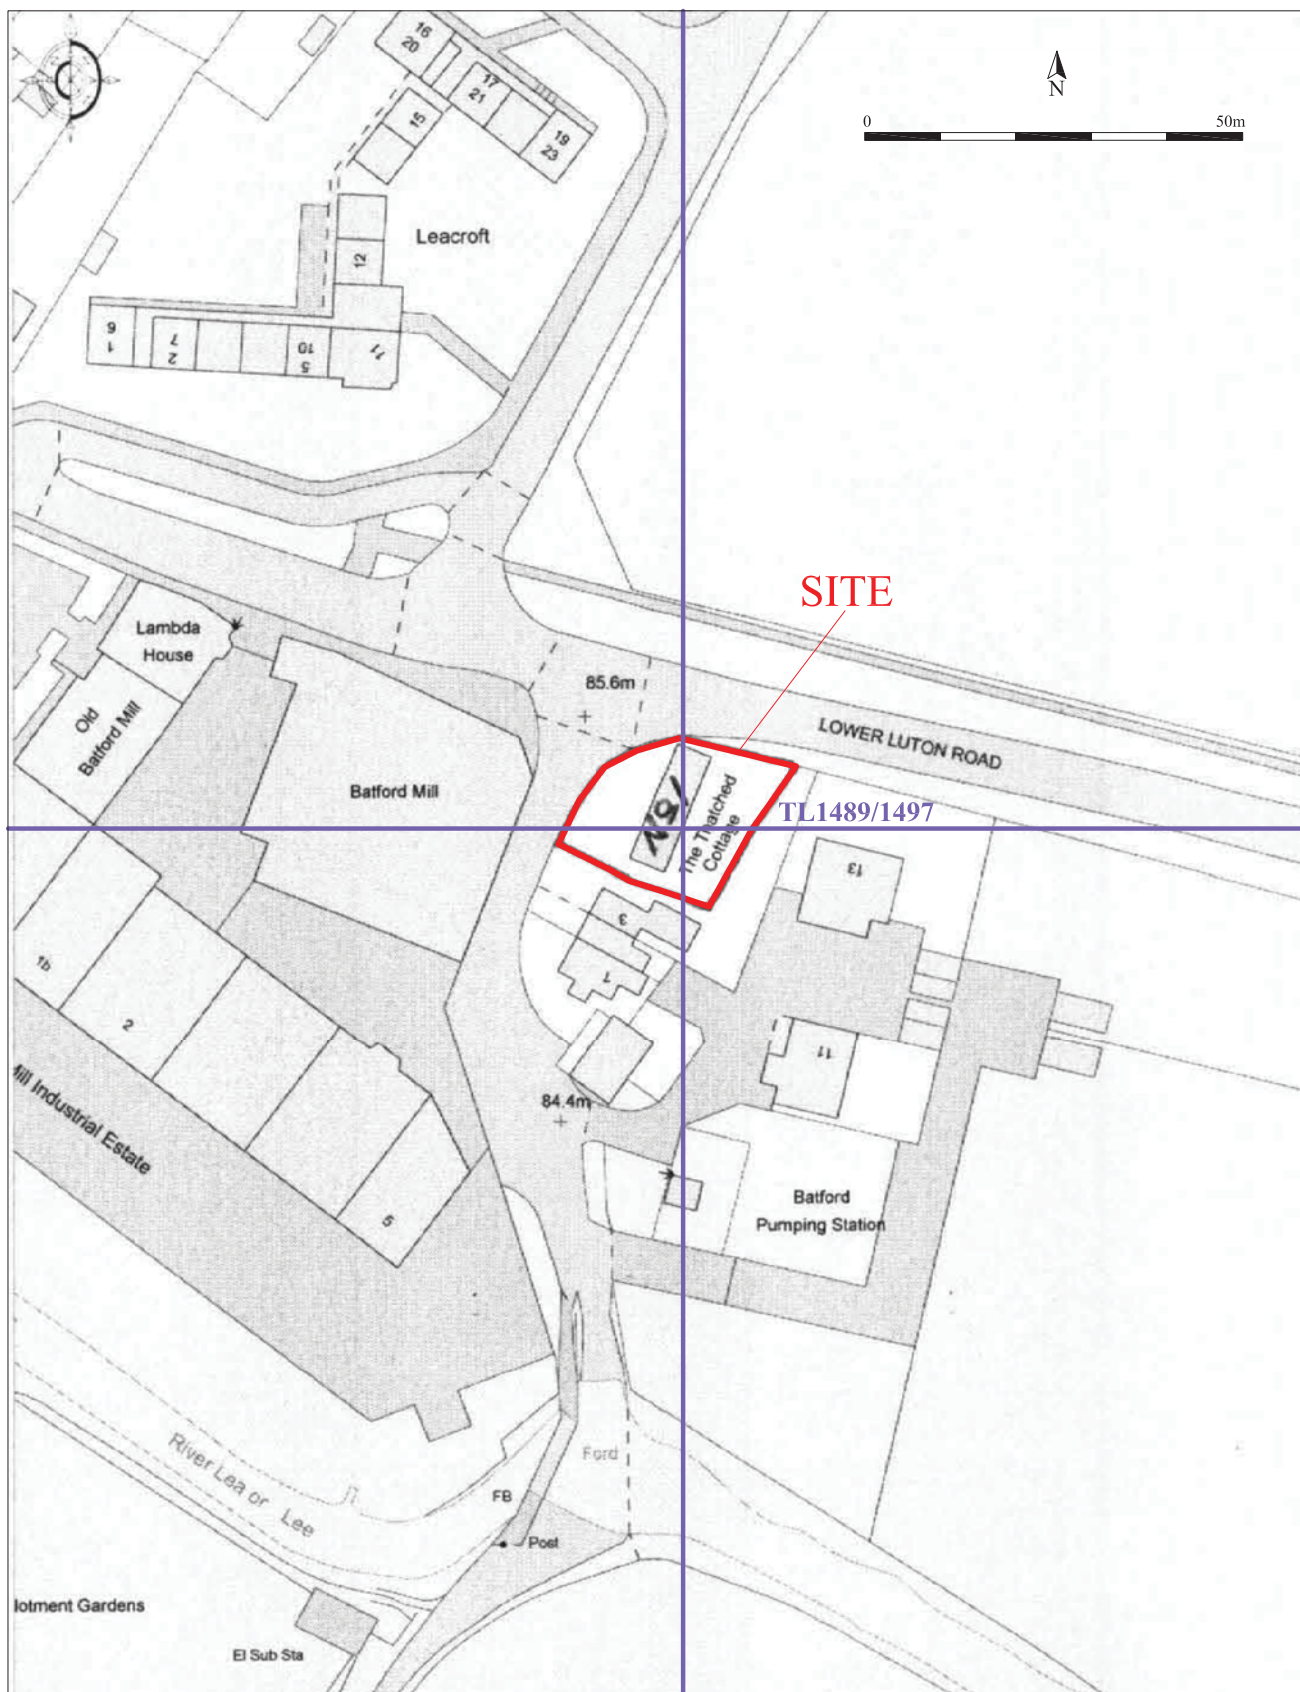 16
20
17
21
19
23
15
N
0 50m
12
Leacroft
6
1
7
2
10
5
11
SITE
Lambda
House
Old
Batford Mill
85.6m
LOWER LUTON ROAD
Batford Mill
The Thatched
Cottage
TL1489/1497
13
3
1
1b
2
11
84.4m
ill Industrial Estate
5
Batford
Pumping Station
River Lea or Lee
Ford
FB
Post
lotment Gardens
El Sub Sta